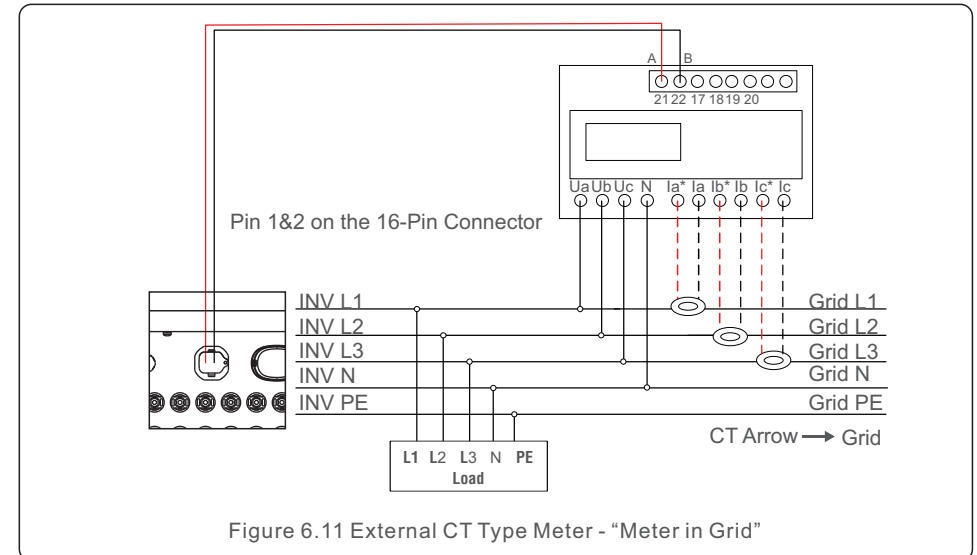 A B
21 22 17 18 19 20
Ua Ub Uc N Ia* Ia Ib* Ib Ic* Ic
Pin 1&2 on the 16-Pin Connector
INV L1 Grid L1
INV L2 Grid L2
INV L3 Grid L3
INV N Grid N
INV PE Grid PE
CT Arrow → Grid
L1 L2 L3 N PE
Load
Figure 6.11 External CT Type Meter - “Meter in Grid”